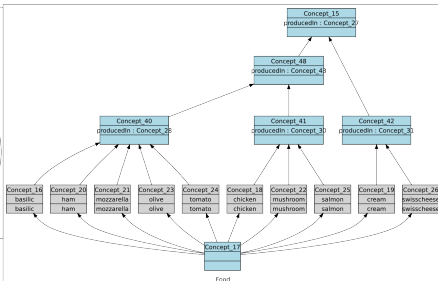 Concept_15
producedIn : Concept_27
Concept_48
producedIn : Concept_43
Concept_40
producedIn : Concept_28
Concept_41
producedIn : Concept_30
Concept_42
producedIn : Concept_31
Concept_16
basilic
basilic
Concept_20
ham
ham
Concept_21
mozzarella
mozzarella
Concept_23
olive
olive
Concept_24
tomato
tomato
Concept_18
chicken
chicken
Concept_22
mushroom
mushroom
Concept_25
salmon
salmon
Concept_19
cream
cream
Concept_26
swisscheese
swisscheese
Concept_17
Food